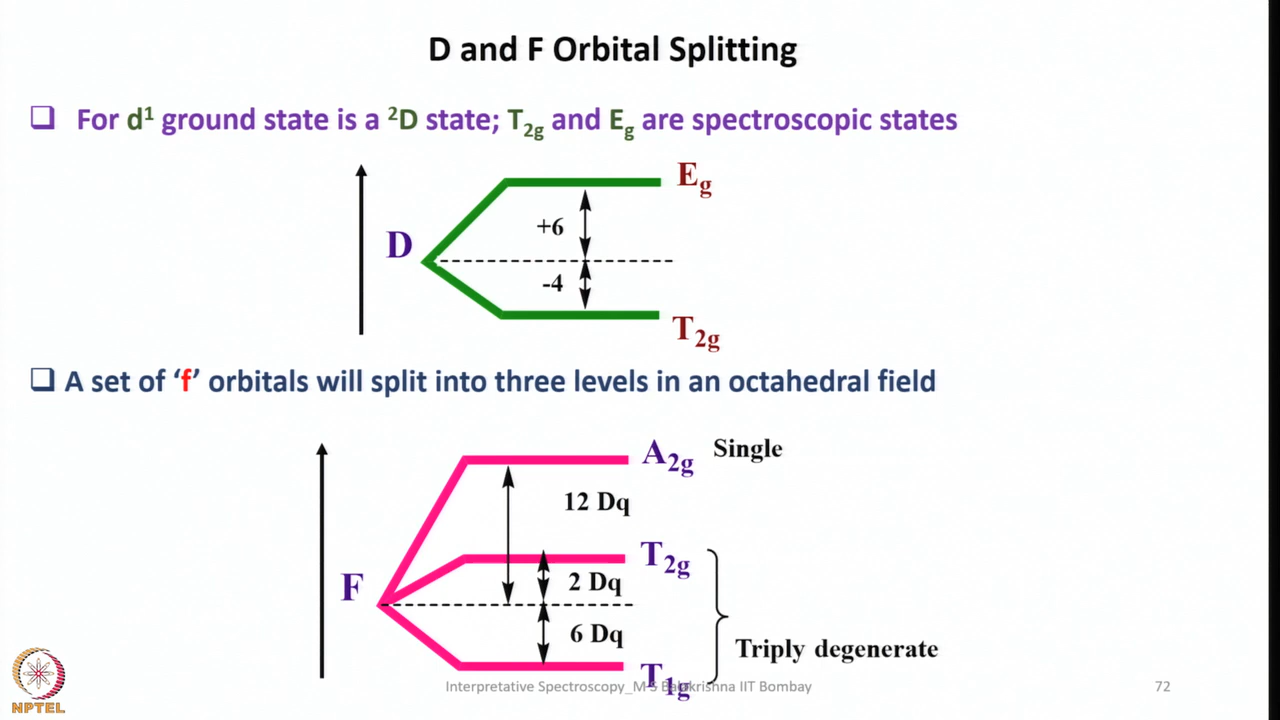 D and F Orbital Splitting
❑ For d¹ ground state is a ²D state; T₂g and Eg are spectroscopic states
Eg
+6
D
-4
T₂g
❑ A set of ‘f’ orbitals will split into three levels in an octahedral field
A₂g Single
12 Dq
T₂g
F
2 Dq
6 Dq
Triply degenerate
T₁g
Interpretative Spectroscopy_M S Balakrishna IIT Bombay
72
NPTEL